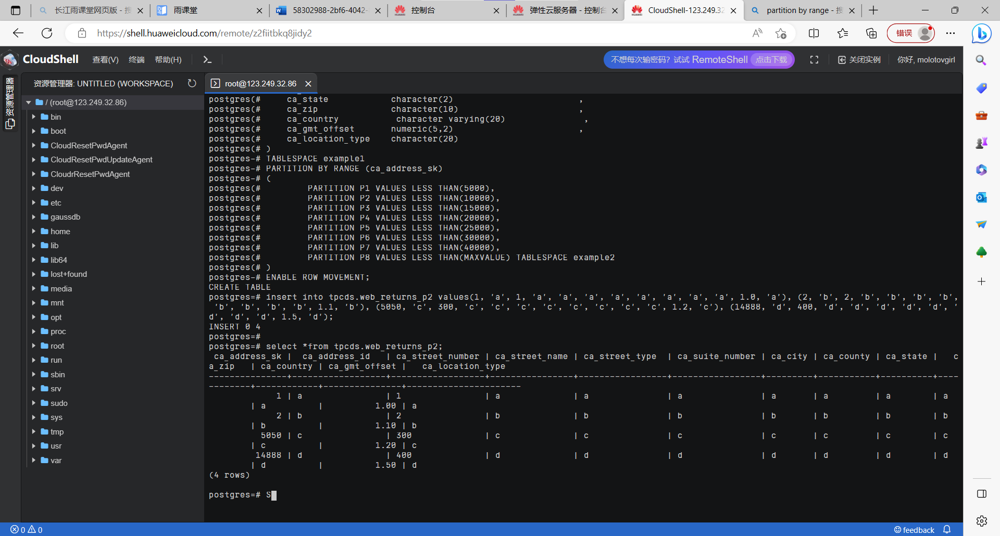 长江雨课堂网页版 - 搜
雨课堂
58302988-2bf6-4042-
控制台
弹性云服务器 - 控制台
CloudShell-123.249.32
partition by range - 搜
https://shell.huaweicloud.com/remote/z2fiitbkq8jidy2
错误
CloudShell
查看(V) 终端 帮助(H)
不想每次输密码? 试试 RemoteShell 点击下载
关闭实例
你好, molotovgirl
资源管理器
资源管理器: UNTITLED (WORKSPACE)
/ (root@123.249.32.86)
bin
boot
CloudResetPwdAgent
CloudResetPwdUpdateAgent
CloudrResetPwdAgent
dev
etc
gaussdb
home
lib
lib64
lost+found
media
mnt
opt
proc
root
run
sbin
srv
sudo
sys
tmp
usr
var
root@123.249.32.86
postgres(#     ca_state            character(2)                        ,
postgres(#     ca_zip              character(10)                       ,
postgres(#     ca_country           character varying(20)               ,
postgres(#     ca_gmt_offset       numeric(5,2)                        ,
postgres(#     ca_location_type    character(20)
postgres(# )
postgres-# TABLESPACE example1
postgres-# PARTITION BY RANGE (ca_address_sk)
postgres-# (
postgres(#         PARTITION P1 VALUES LESS THAN(5000),
postgres(#         PARTITION P2 VALUES LESS THAN(10000),
postgres(#         PARTITION P3 VALUES LESS THAN(15000),
postgres(#         PARTITION P4 VALUES LESS THAN(20000),
postgres(#         PARTITION P5 VALUES LESS THAN(25000),
postgres(#         PARTITION P6 VALUES LESS THAN(30000),
postgres(#         PARTITION P7 VALUES LESS THAN(40000),
postgres(#         PARTITION P8 VALUES LESS THAN(MAXVALUE) TABLESPACE example2
postgres(# )
postgres-# ENABLE ROW MOVEMENT;
CREATE TABLE
postgres=# insert into tpcds.web_returns_p2 values(1, 'a', 1, 'a', 'a', 'a', 'a', 'a', 'a', 'a', 'a', 1.0, 'a'), (2, 'b', 2, 'b', 'b', 'b', 'b',
 'b', 'b', 'b', 'b', 1.1, 'b'), (5050, 'c', 300, 'c', 'c', 'c', 'c', 'c', 'c', 'c', 'c', 1.2, 'c'), (14888, 'd', 400, 'd', 'd', 'd', 'd', 'd', '
d', 'd', 'd', 1.5, 'd');
INSERT 0 4
postgres=#
postgres=# select *from tpcds.web_returns_p2;
 ca_address_sk |  ca_address_id   | ca_street_number | ca_street_name | ca_street_type  | ca_suite_number | ca_city | ca_county | ca_state |   c
a_zip   | ca_country | ca_gmt_offset |   ca_location_type
---------------+------------------+------------------+----------------+-----------------+-----------------+---------+-----------+----------+----
--------+------------+---------------+----------------------
             1 | a                | 1                | a              | a               | a               | a       | a         | a        | a
        | a          |          1.00 | a
             2 | b                | 2                | b              | b               | b               | b       | b         | b        | b
        | b          |          1.10 | b
          5050 | c                | 300              | c              | c               | c               | c       | c         | c        | c
        | c          |          1.20 | c
         14888 | d                | 400              | d              | d               | d               | d       | d         | d        | d
        | d          |          1.50 | d
(4 rows)
postgres=# S
0 0
feedback